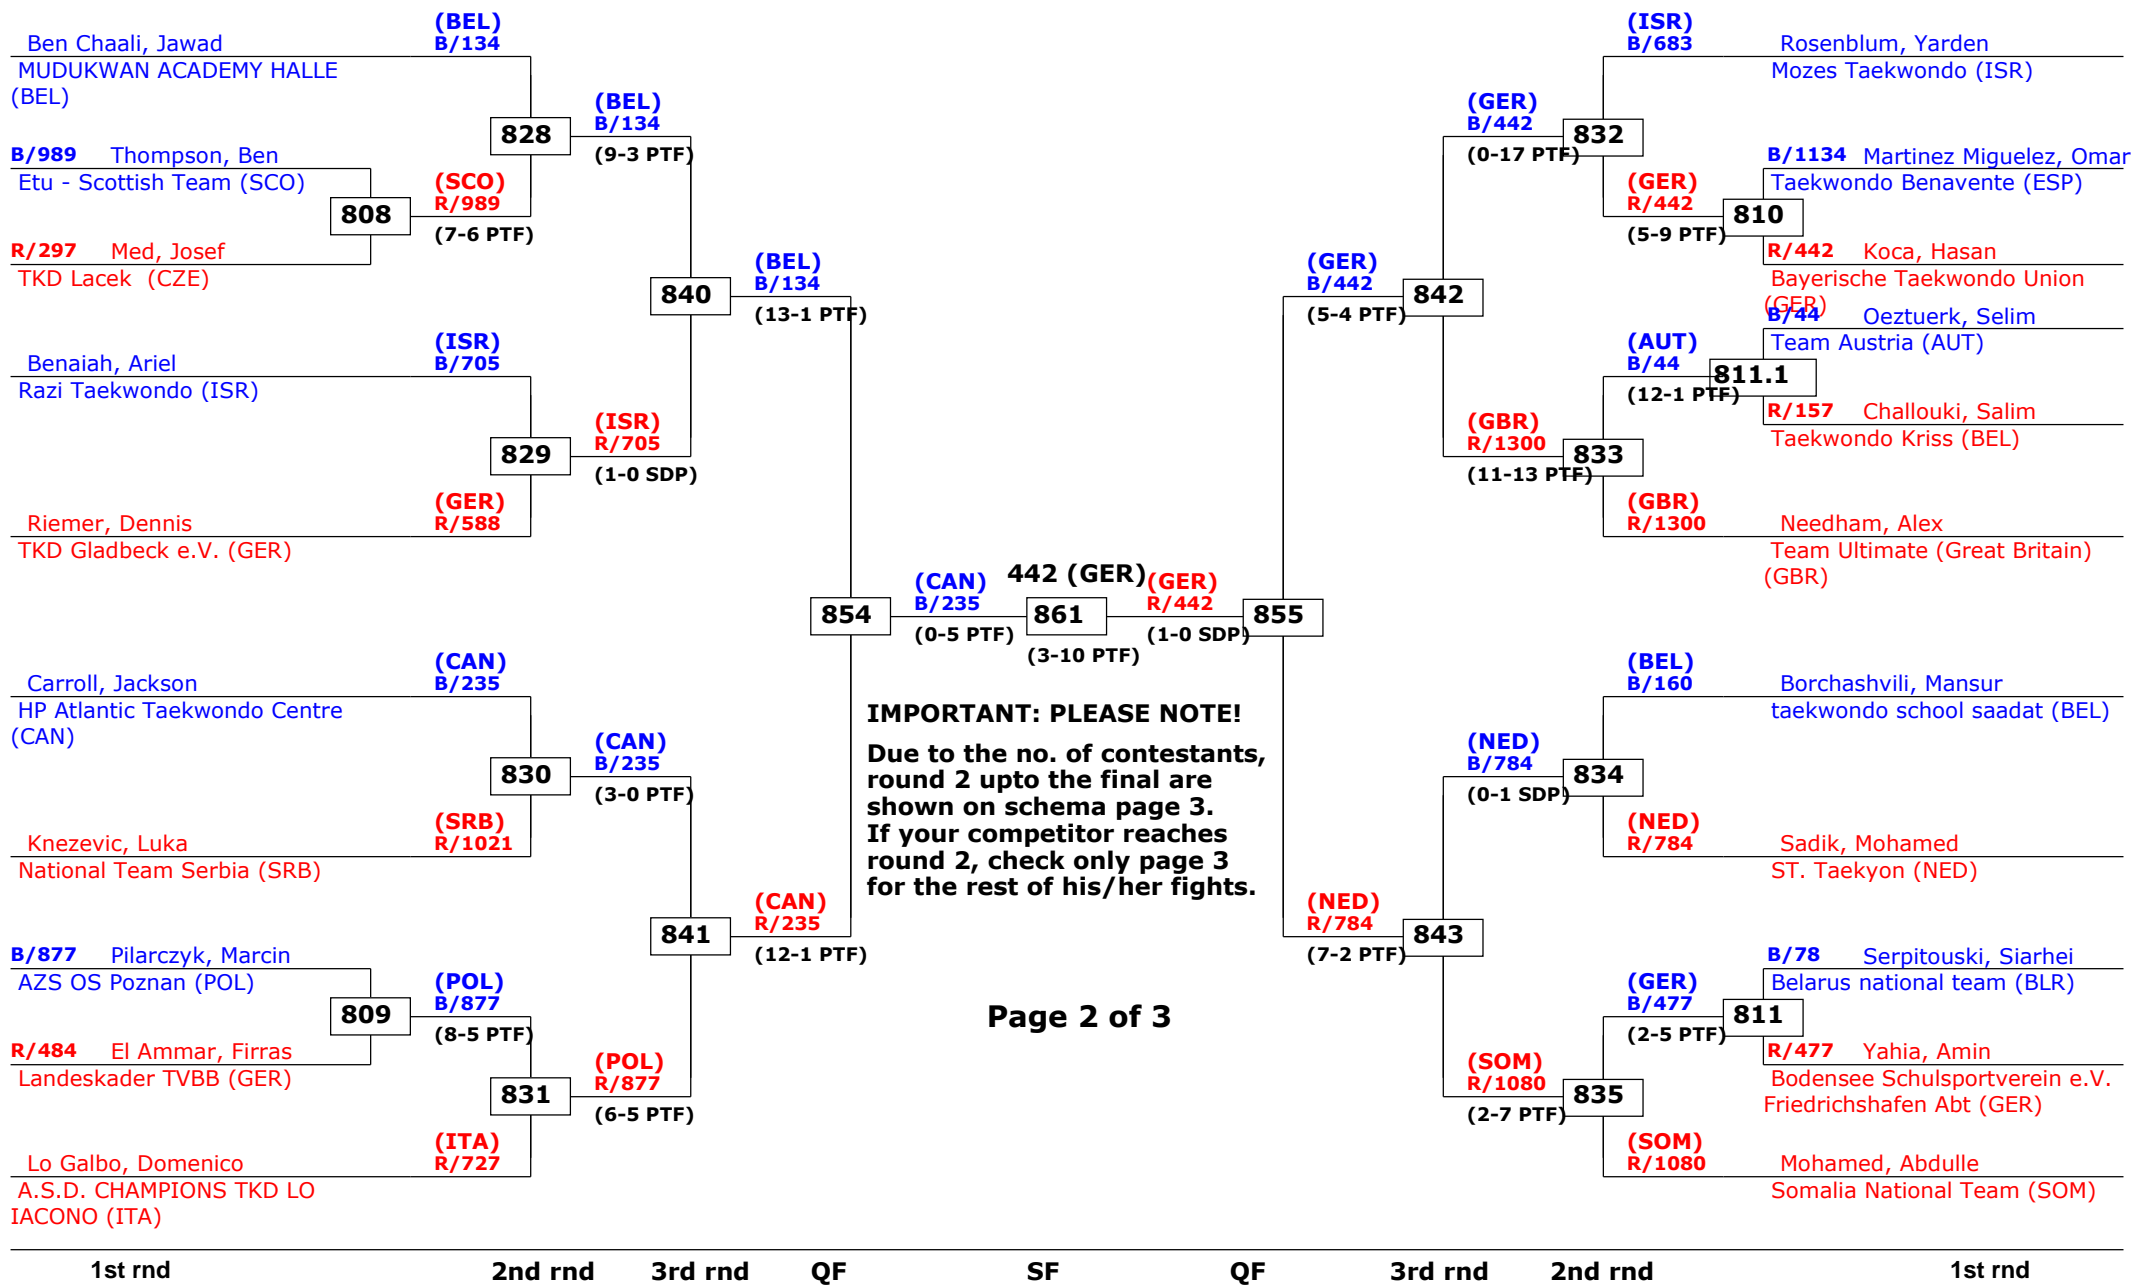 Ben Chaali, Jawad
MUDUKWAN ACADEMY HALLE
(BEL)
(BEL)
B/134
B/989 Thompson, Ben
Etu - Scottish Team (SCO)
808
R/297 Med, Josef
TKD Lacek (CZE)
(SCO)
R/989
(7-6 PTF)
828
(BEL)
B/134
(9-3 PTF)
Benaiah, Ariel
Razi Taekwondo (ISR)
(ISR)
B/705
829
Riemer, Dennis
TKD Gladbeck e.V. (GER)
(GER)
R/588
(ISR)
R/705
(1-0 SDP)
840
(BEL)
B/134
(13-1 PTF)
Carroll, Jackson
HP Atlantic Taekwondo Centre
(CAN)
(CAN)
B/235
830
Knezevic, Luka
National Team Serbia (SRB)
(SRB)
R/1021
(CAN)
B/235
(3-0 PTF)
B/877 Pilarczyk, Marcin
AZS OS Poznan (POL)
809
R/484 El Ammar, Firras
Landeskader TVBB (GER)
(POL)
B/877
(8-5 PTF)
831
Lo Galbo, Domenico
A.S.D. CHAMPIONS TKD LO
IACONO (ITA)
(ITA)
R/727
(POL)
R/877
(6-5 PTF)
841
(CAN)
R/235
(12-1 PTF)
854
(CAN)
B/235
(0-5 PTF)
442 (GER)
861
(3-10 PTF)
(GER)
R/442
(1-0 SDP)
855
IMPORTANT: PLEASE NOTE!
Due to the no. of contestants,
round 2 upto the final are
shown on schema page 3.
If your competitor reaches
round 2, check only page 3
for the rest of his/her fights.
Page 2 of 3
(ISR)
B/683
Rosenblum, Yarden
Mozes Taekwondo (ISR)
(GER)
B/442
(0-17 PTF)
832
B/1134 Martinez Miguelez, Omar
Taekwondo Benavente (ESP)
(GER)
R/442
(5-9 PTF)
810
R/442 Koca, Hasan
Bayerische Taekwondo Union
(GER)
(GER)
B/442
(5-4 PTF)
842
B/44 Oeztuerk, Selim
Team Austria (AUT)
(AUT)
B/44
(12-1 PTF)
811.1
R/157 Challouki, Salim
Taekwondo Kriss (BEL)
(GBR)
R/1300
(11-13 PTF)
833
(GBR)
R/1300
Needham, Alex
Team Ultimate (Great Britain)
(GBR)
(BEL)
B/160
Borchashvili, Mansur
taekwondo school saadat (BEL)
(NED)
B/784
(0-1 SDP)
834
(NED)
R/784
Sadik, Mohamed
ST. Taekyon (NED)
(NED)
R/784
(7-2 PTF)
843
B/78 Serpitouski, Siarhei
Belarus national team (BLR)
(GER)
B/477
(2-5 PTF)
811
R/477 Yahia, Amin
Bodensee Schulsportverein e.V.
Friedrichshafen Abt (GER)
(SOM)
R/1080
(2-7 PTF)
835
(SOM)
R/1080
Mohamed, Abdulle
Somalia National Team (SOM)
1st rnd 2nd rnd 3rd rnd QF SF QF 3rd rnd 2nd rnd 1st rnd